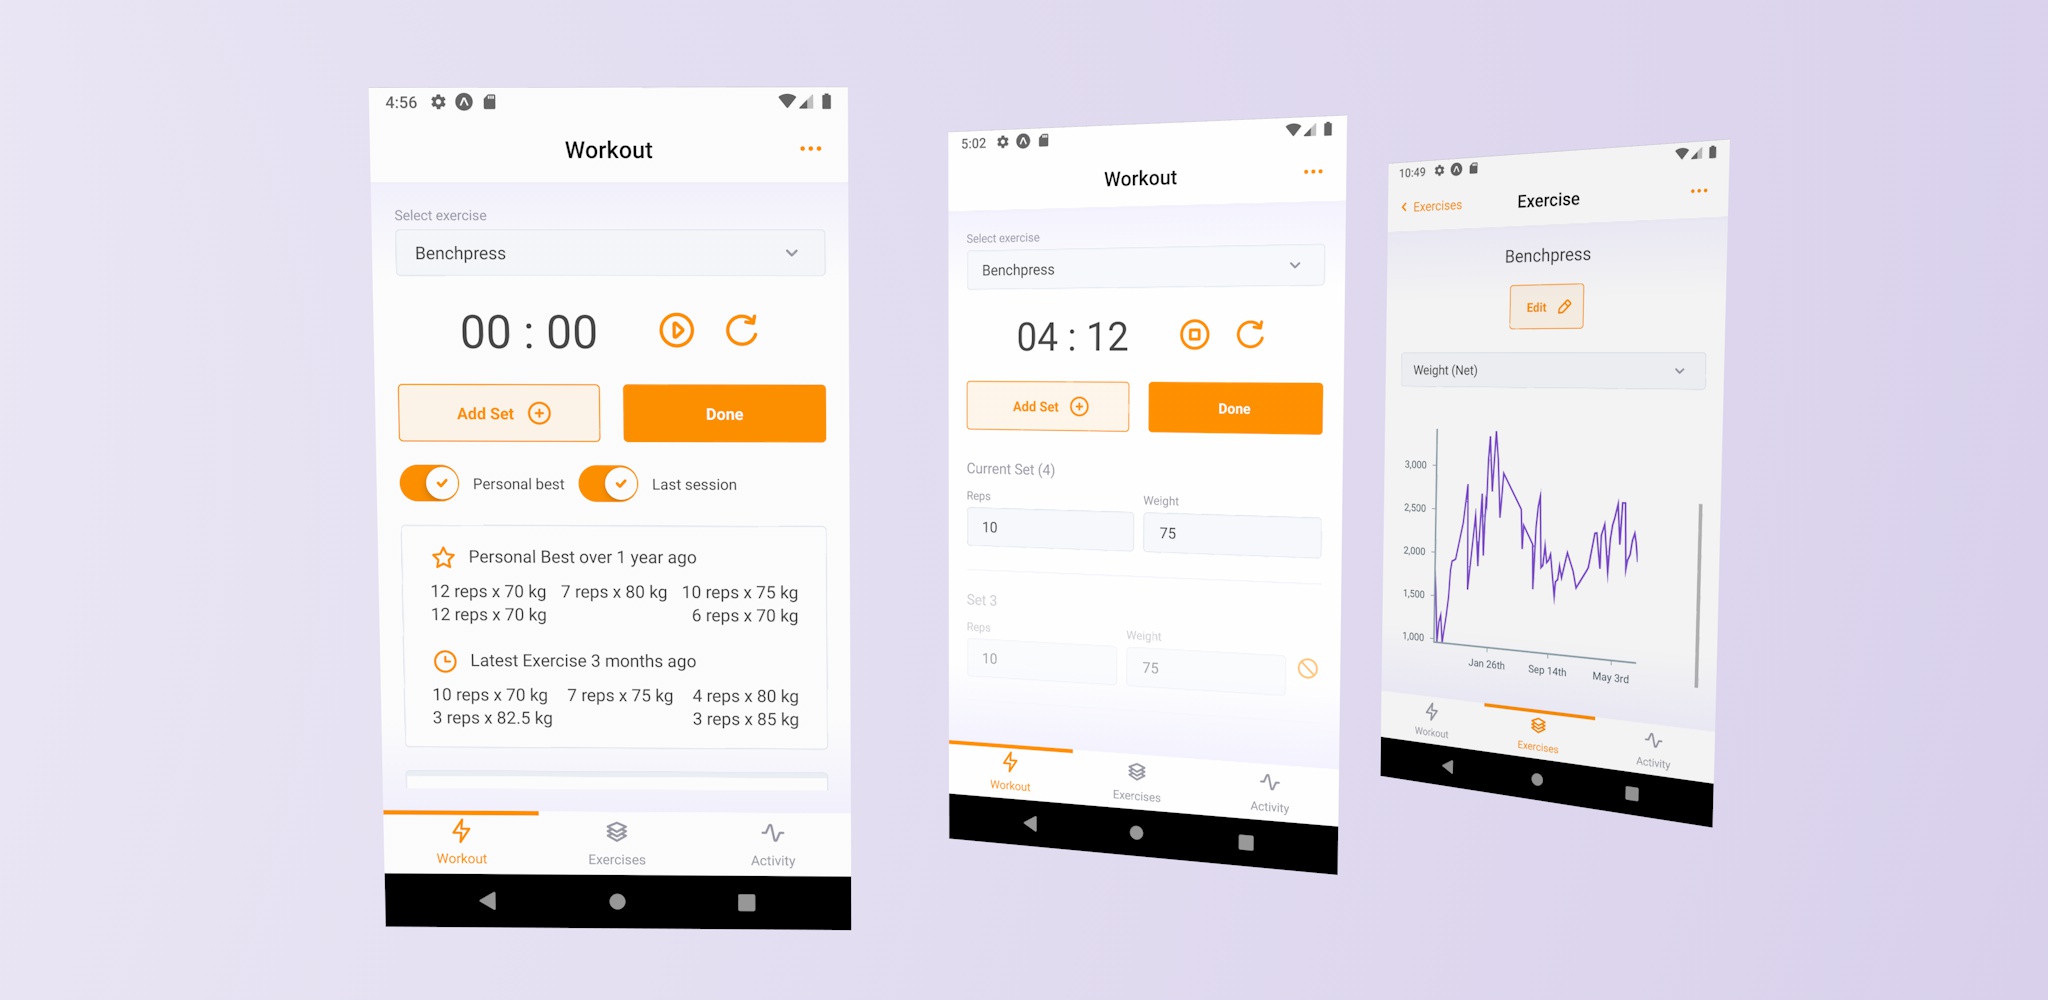 4:56
Workout
Select exercise
Benchpress
00 : 00
Add Set
Done
Personal best
Last session
Personal Best over 1 year ago
12 reps x 70 kg 7 reps x 80 kg 10 reps x 75 kg
12 reps x 70 kg 6 reps x 70 kg
Latest Exercise 3 months ago
10 reps x 70 kg 7 reps x 75 kg 4 reps x 80 kg
3 reps x 82.5 kg 3 reps x 85 kg
Workout
Exercises
Activity
5:02
Workout
Select exercise
Benchpress
04 : 12
Add Set
Done
Current Set (4)
Reps
Weight
10
75
Set 3
Reps
Weight
10
75
Workout
Exercises
Activity
10:49
Exercises
Exercise
Benchpress
Edit
Weight (Net)
3,000
2,500
2,000
1,500
1,000
Jan 26th
Sep 14th
May 3rd
Workout
Exercises
Activity